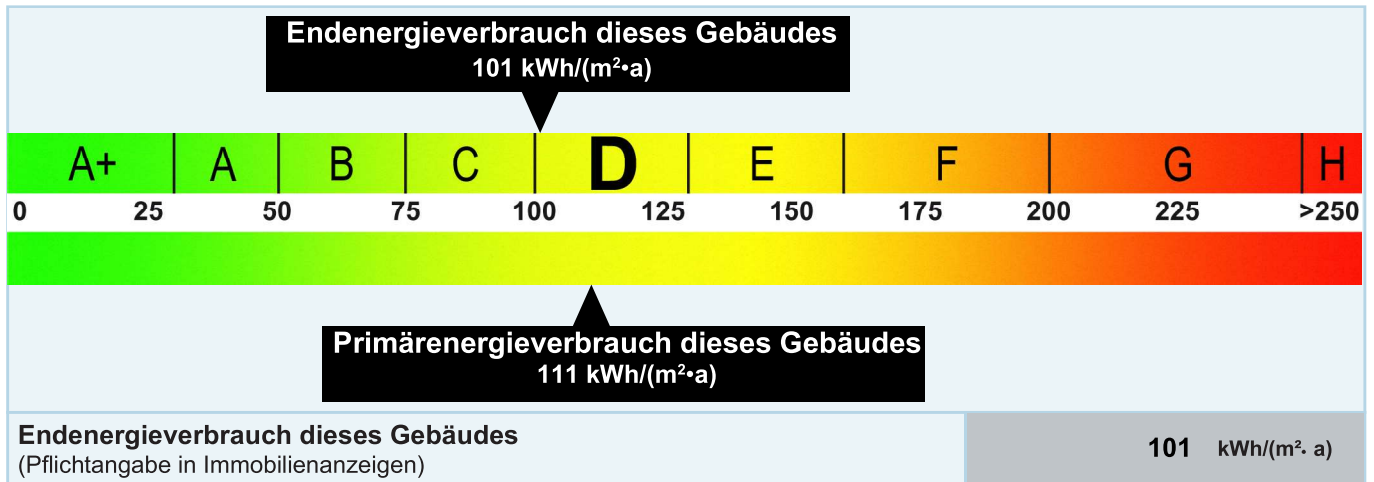 Endenergieverbrauch dieses Gebäudes
101 kWh/(m²•a)
A+ A B C D E F G H
0 25 50 75 100 125 150 175 200 225 >250
Primärenergieverbrauch dieses Gebäudes
111 kWh/(m²•a)
Endenergieverbrauch dieses Gebäudes
(Pflichtangabe in Immobilienanzeigen)
101 kWh/(m²· a)